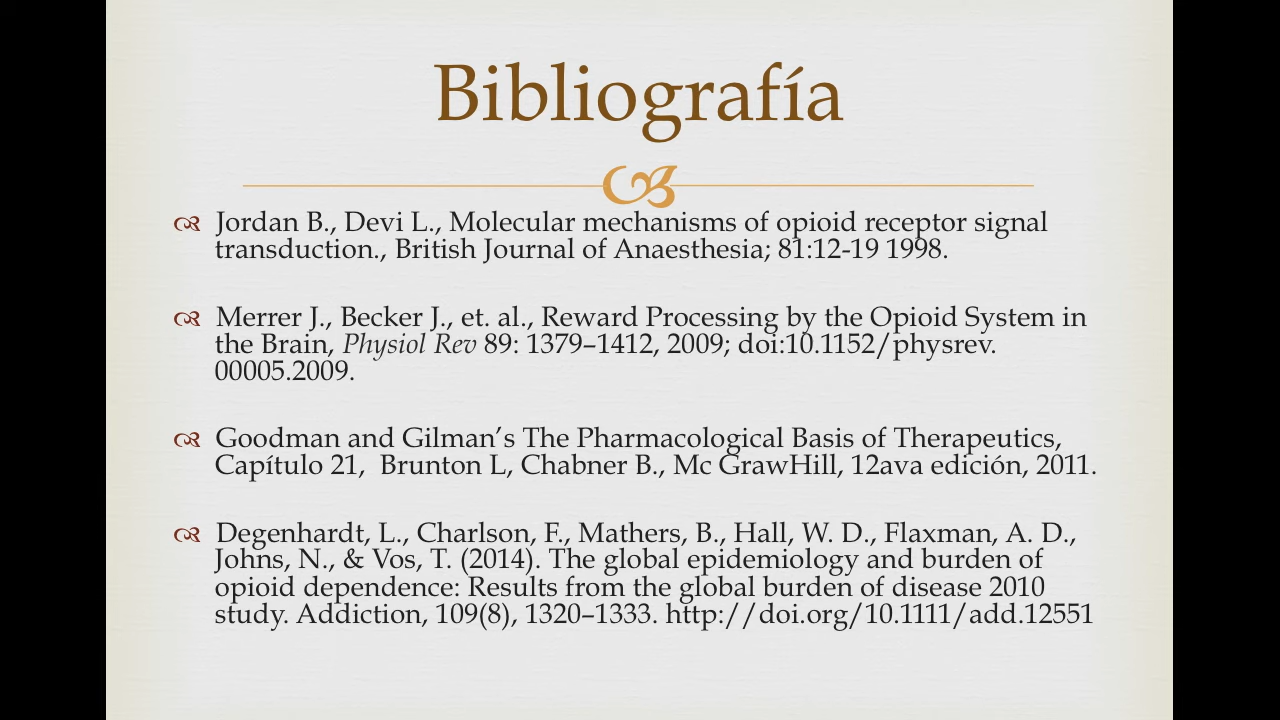 Bibliografía
Jordan B., Devi L., Molecular mechanisms of opioid receptor signal
transduction., British Journal of Anaesthesia; 81:12-19 1998.
Merrer J., Becker J., et. al., Reward Processing by the Opioid System in
the Brain, Physiol Rev 89: 1379–1412, 2009; doi:10.1152/physrev.
00005.2009.
Goodman and Gilman’s The Pharmacological Basis of Therapeutics,
Capítulo 21,  Brunton L, Chabner B., Mc GrawHill, 12ava edición, 2011.
Degenhardt, L., Charlson, F., Mathers, B., Hall, W. D., Flaxman, A. D.,
Johns, N., & Vos, T. (2014). The global epidemiology and burden of
opioid dependence: Results from the global burden of disease 2010
study. Addiction, 109(8), 1320–1333. http://doi.org/10.1111/add.12551